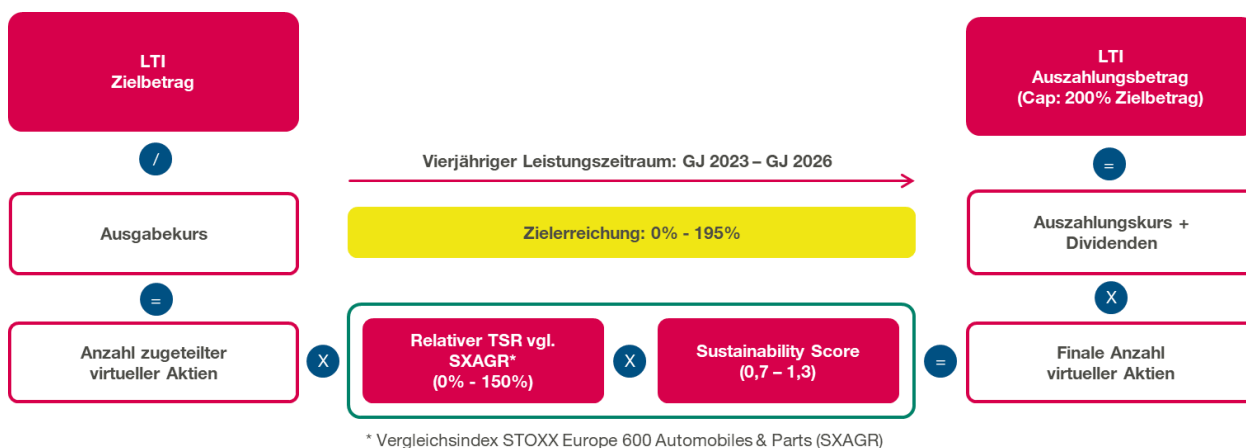 LTI
Zielbetrag
/
Ausgabekurs
=
Anzahl zugeteilter
virtueller Aktien
X
Vierjähriger Leistungszeitraum: GJ 2023 – GJ 2026
Zielerreichung: 0% - 195%
Relativer TSR vgl.
SXAGR*
(0% - 150%)
X
Sustainability Score
(0,7 – 1,3)
=
LTI
Auszahlungsbetrag
(Cap: 200% Zielbetrag)
=
Auszahlungskurs +
Dividenden
X
Finale Anzahl
virtueller Aktien
* Vergleichsindex STOXX Europe 600 Automobiles & Parts (SXAGR)